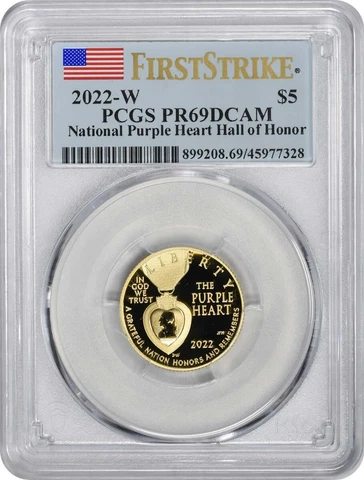 FIRSTSTRIKE®
2022-W $5
PCGS PR69DCAM
National Purple Heart Hall of Honor
899208.69/45977328
LIBERTY
IN
GOD
WE
TRUST
THE
PURPLE
HEART
2022
A GRATEFUL NATION HONORS AND REMEMBERS